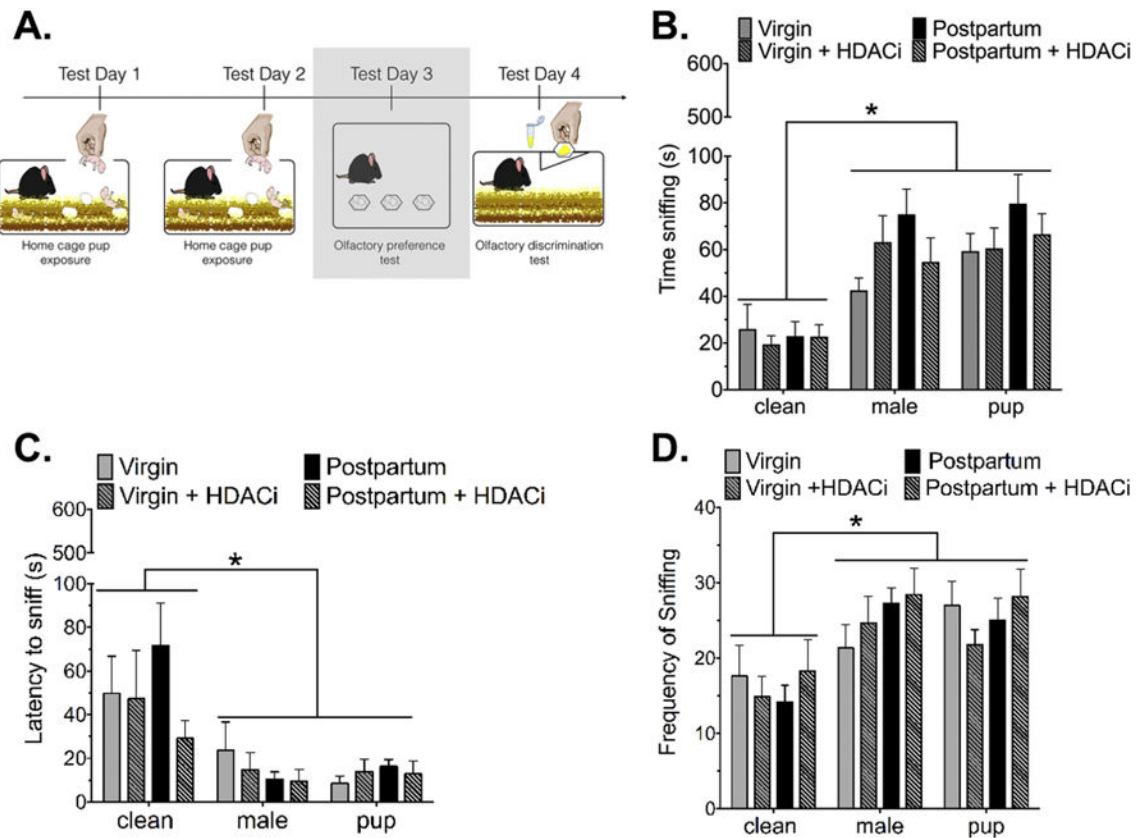 A.
Test Day 1
Test Day 2
Test Day 3
Test Day 4
Home cage pup
exposure
Home cage pup
exposure
Olfactory preference
test
Olfactory discrimination
test
B.
Virgin
Postpartum
Virgin + HDACi
Postpartum + HDACi
Time sniffing (s)
600
500
100
80
60
40
20
0
*
clean
male
pup
C.
Virgin
Postpartum
Virgin + HDACi
Postpartum + HDACi
Latency to sniff (s)
600
500
100
80
60
40
20
0
*
clean
male
pup
D.
Virgin
Postpartum
Virgin +HDACi
Postpartum + HDACi
Frequency of Sniffing
40
30
20
10
0
*
clean
male
pup